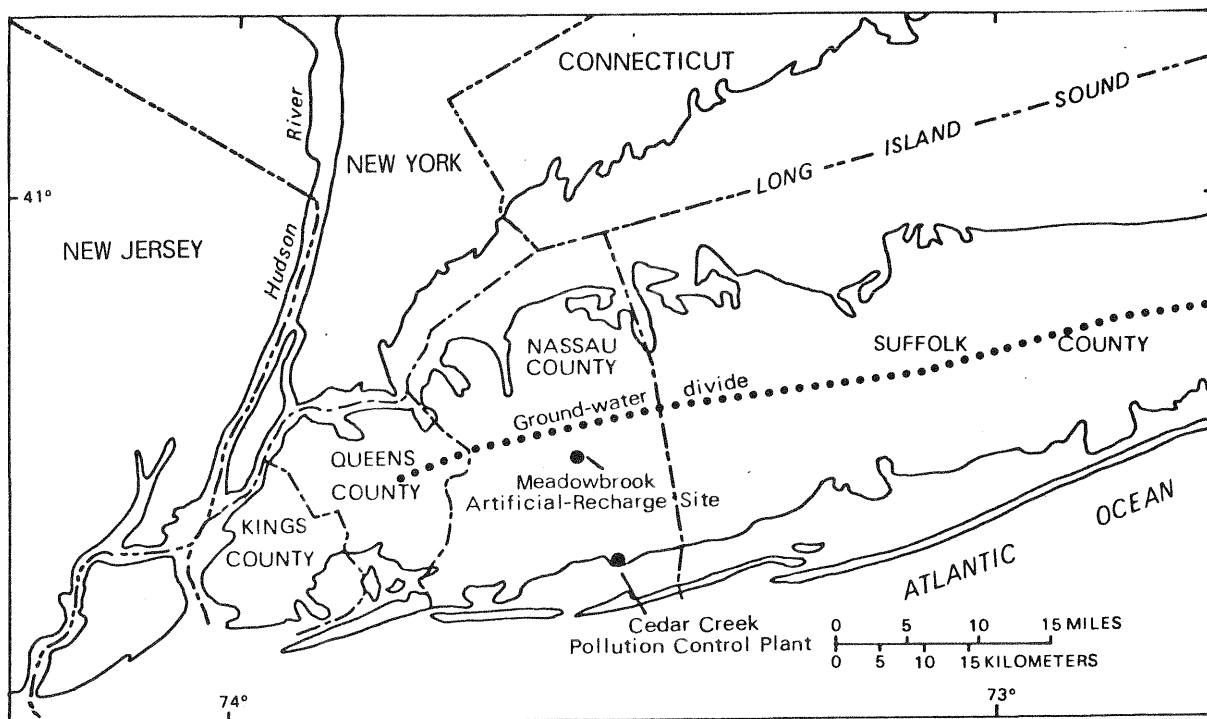 CONNECTICUT
SOUND
ISLAND
LONG
River
NEW YORK
41°
NEW JERSEY
Hudson
NASSAU
COUNTY
SUFFOLK COUNTY
Ground-water divide
QUEENS
COUNTY
Meadowbrook
Artificial-Recharge Site
KINGS
COUNTY
OCEAN
ATLANTIC
Cedar Creek
Pollution Control Plant
0 5 10 15 MILES
0 5 10 15 KILOMETERS
74°
73°